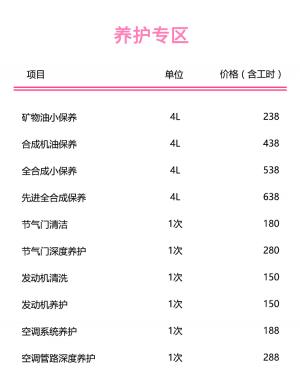 养护专区
项目 单位 价格（含工时）
矿物油小保养 4L 238
合成机油保养 4L 438
全合成小保养 4L 538
先进全合成保养 4L 638
节气门清洁 1次 180
节气门深度养护 1次 280
发动机清洗 1次 150
发动机养护 1次 150
空调系统养护 1次 188
空调管路深度养护 1次 288